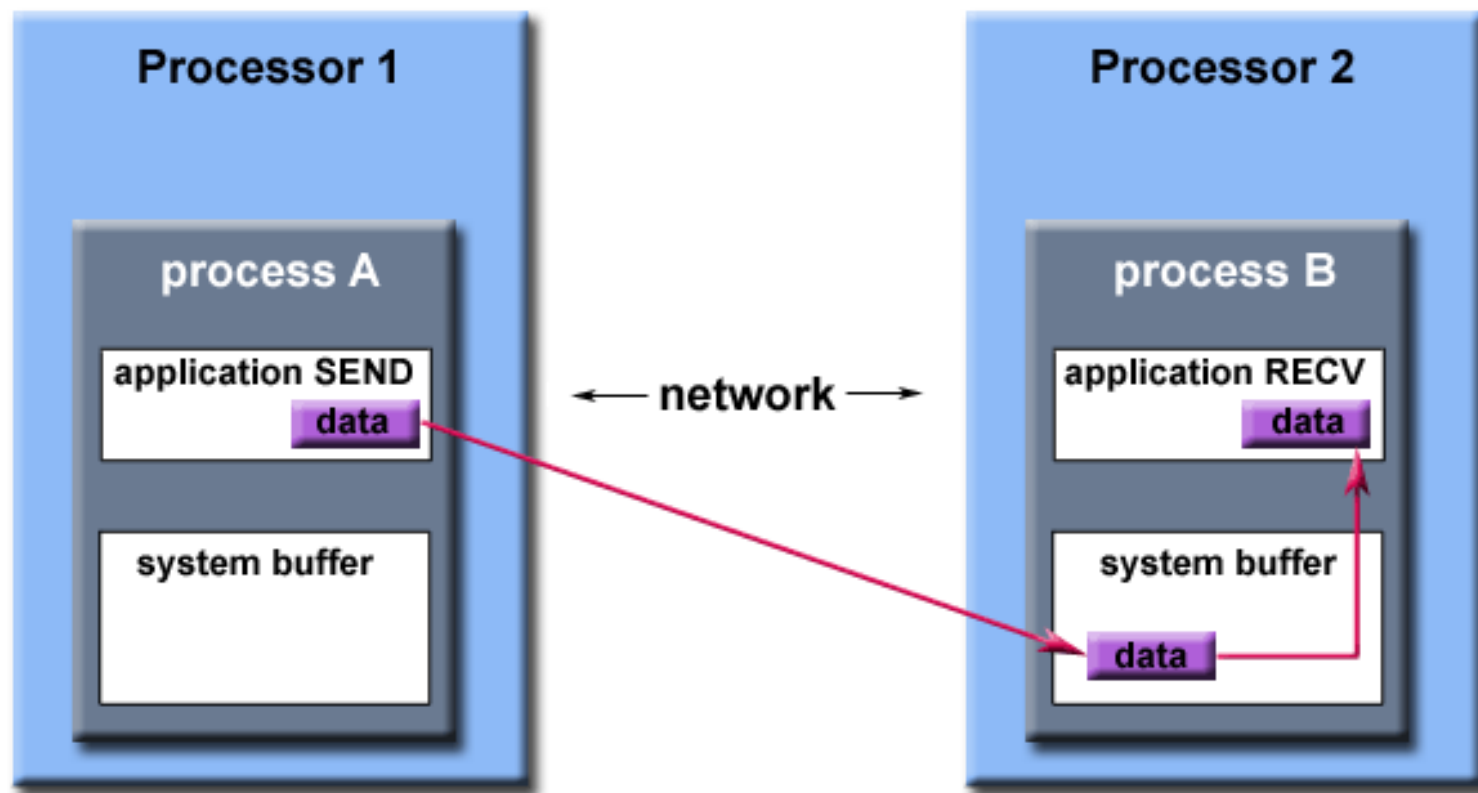 Processor 1
process A
application SEND
data
system buffer
network
Processor 2
process B
application RECV
data
system buffer
data